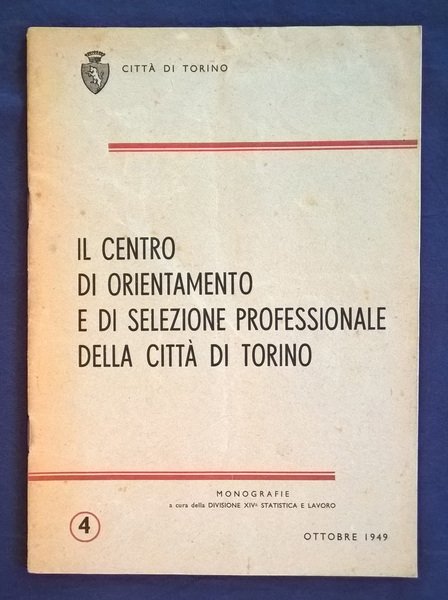 CITTÀ DI TORINO
IL CENTRO
DI ORIENTAMENTO
E DI SELEZIONE PROFESSIONALE
DELLA CITTÀ DI TORINO
MONOGRAFIE
a cura della DIVISIONE XIVa STATISTICA E LAVORO
4
OTTOBRE 1949